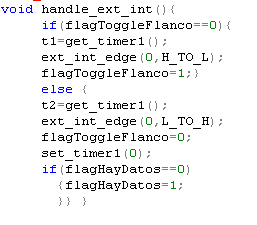 void handle_ext_int(){
if(flagToggleFlanco==0){
t1=get_timer1();
ext_int_edge(0,H_TO_L);
flagToggleFlanco=1;}
else {
t2=get_timer1();
ext_int_edge(0,L_TO_H);
flagToggleFlanco=0;
set_timer1(0);
if(flagHayDatos==0)
{flagHayDatos=1;
}} }